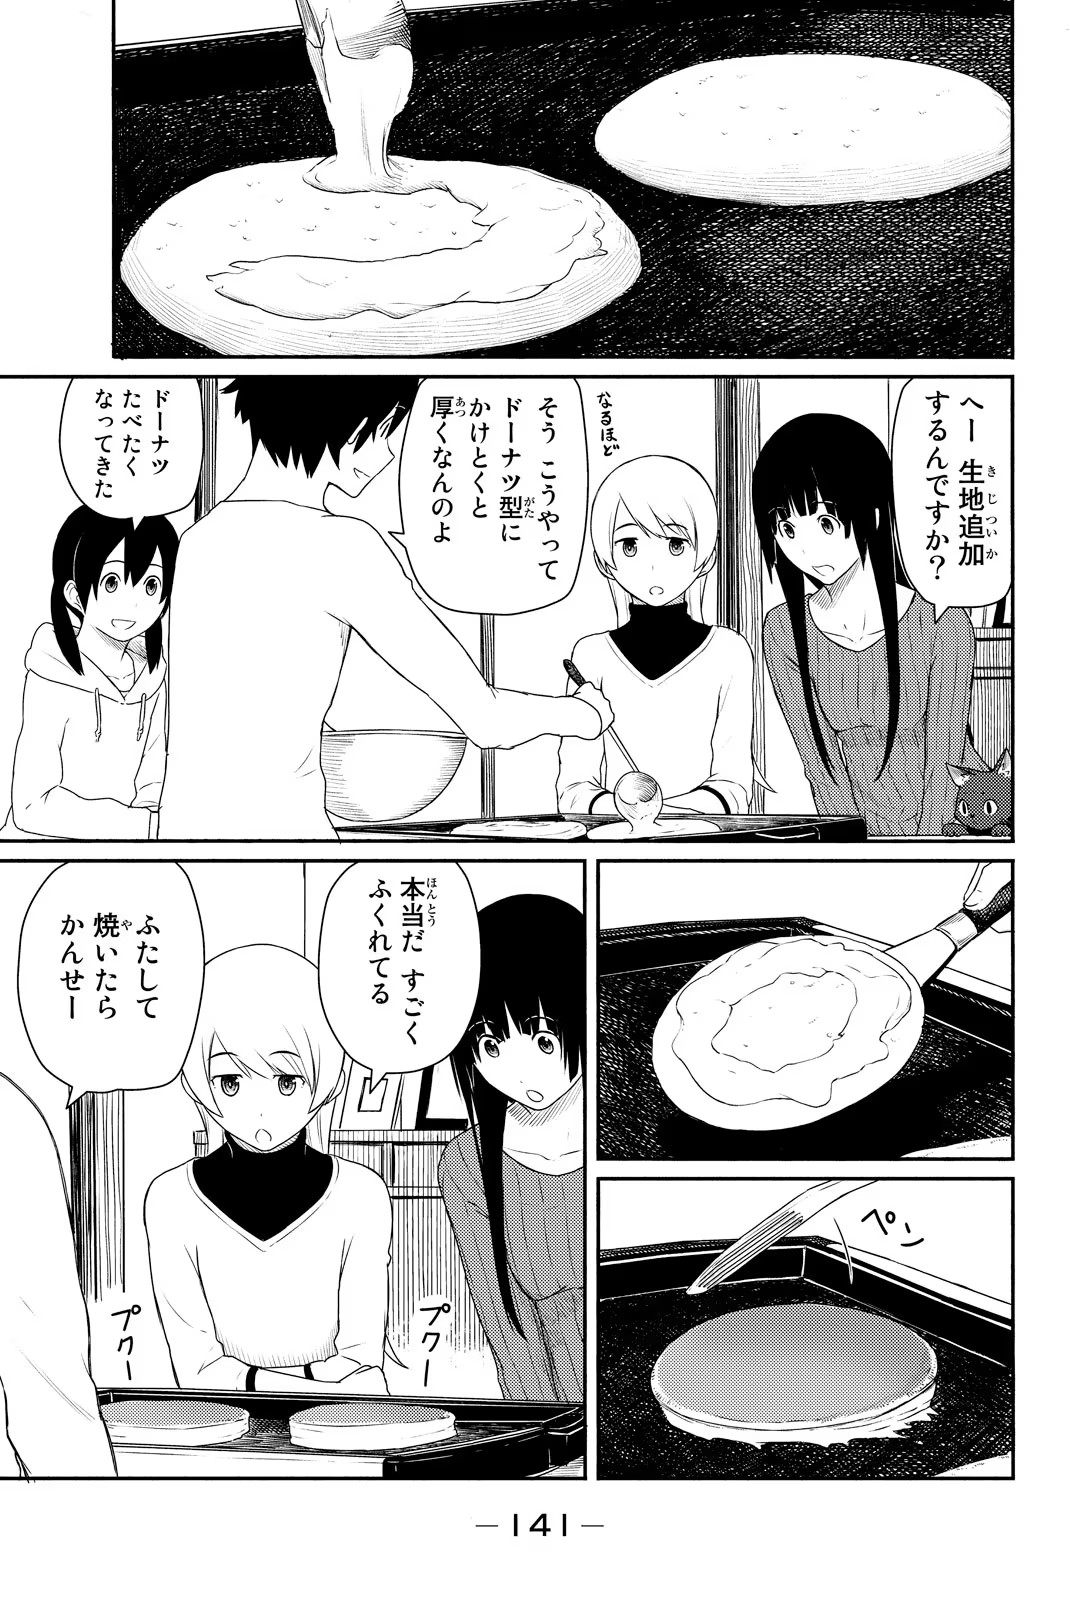 へー 生地追加
するんですか？
なるほど
そう こうやって
ドーナツ型に
かけとくと
厚くなんのよ
ドーナツ
たべたく
なってきた
ペン
本当だ すごく
ふくれてる
プクー
プクー
ふたして
焼いたら
かんせー
—141—